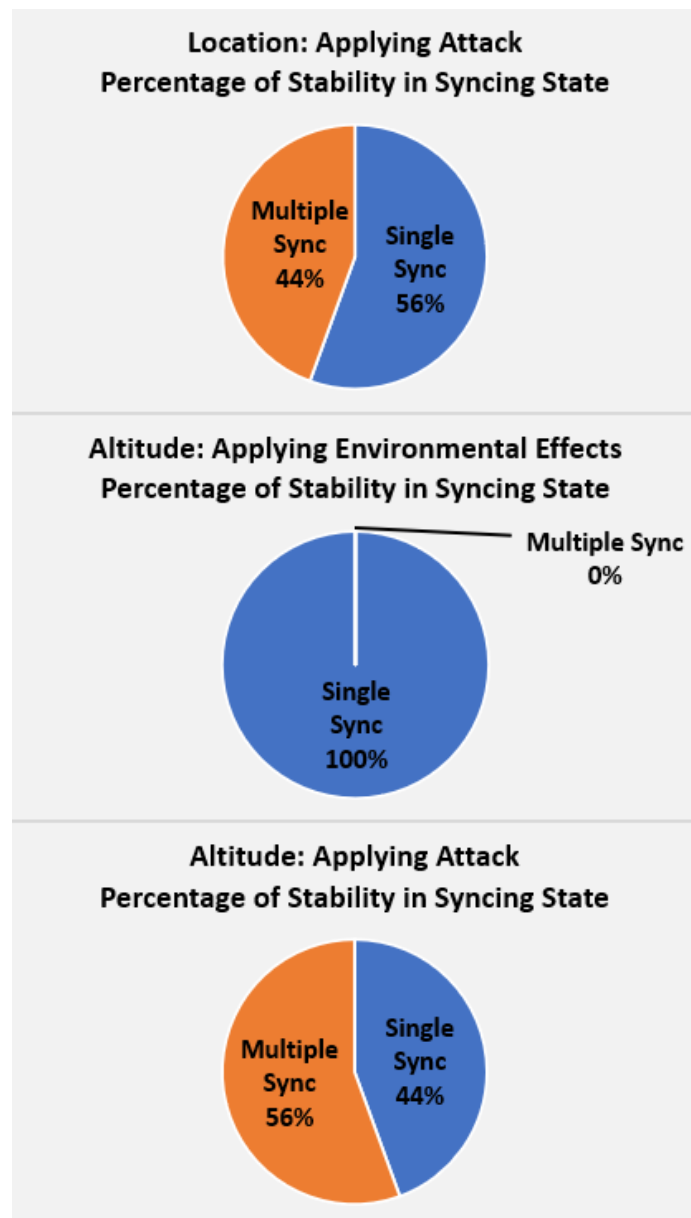 Location: Applying Attack
Percentage of Stability in Syncing State
Multiple
Sync
44%
Single
Sync
56%
Altitude: Applying Environmental Effects
Percentage of Stability in Syncing State
Multiple Sync
0%
Single
Sync
100%
Altitude: Applying Attack
Percentage of Stability in Syncing State
Multiple
Sync
56%
Single
Sync
44%